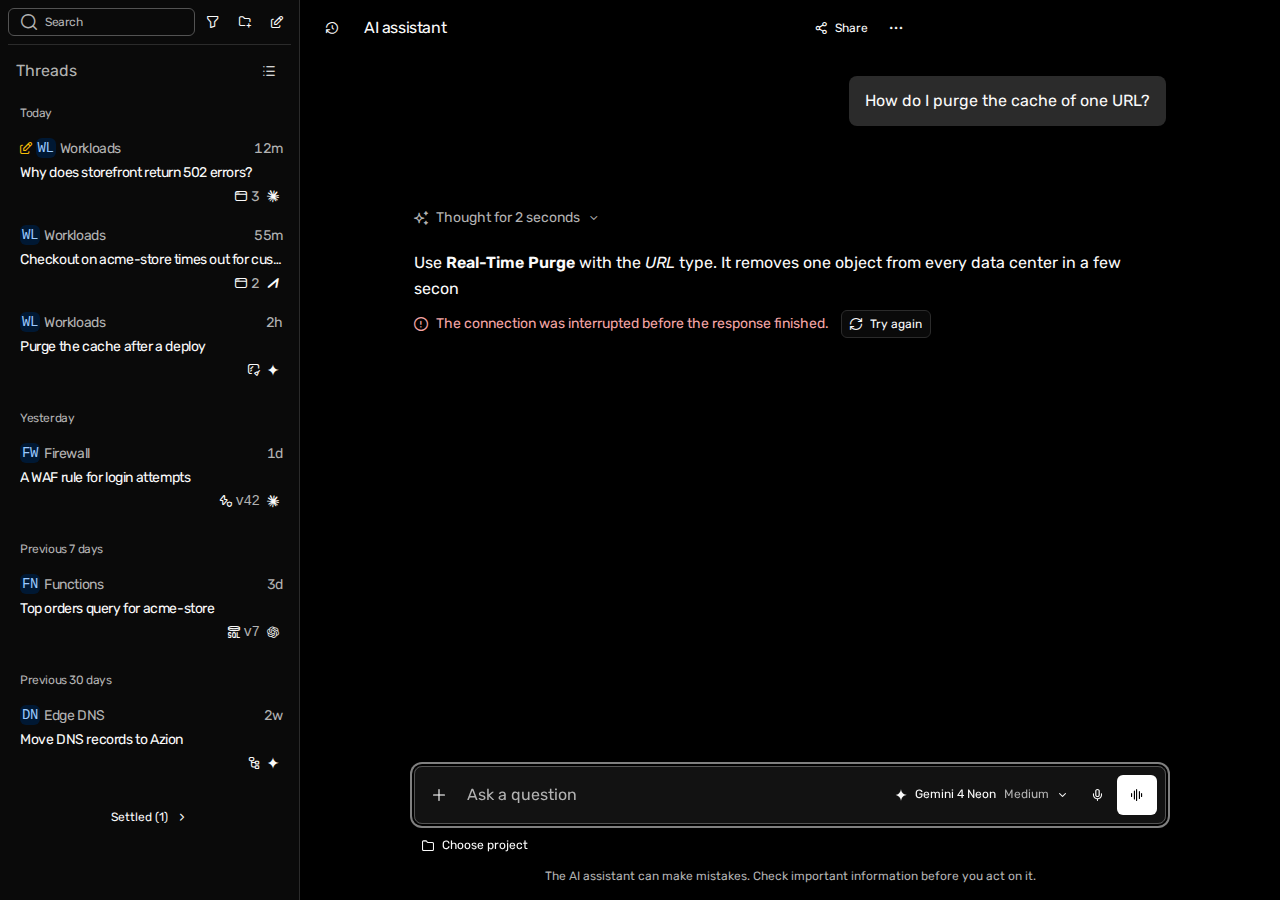 Search
AI assistant
Share
Threads
Today
WL Workloads 12m
Why does storefront return 502 errors?
3
WL Workloads 55m
Checkout on acme-store times out for cus…
2
WL Workloads 2h
Purge the cache after a deploy
Yesterday
FW Firewall 1d
A WAF rule for login attempts
v42
Previous 7 days
FN Functions 3d
Top orders query for acme-store
SQL v7
Previous 30 days
DN Edge DNS 2w
Move DNS records to Azion
Settled (1)
How do I purge the cache of one URL?
Thought for 2 seconds
Use Real-Time Purge with the URL type. It removes one object from every data center in a few
secon
The connection was interrupted before the response finished. Try again
Ask a question
Gemini 4 Neon Medium
Choose project
The AI assistant can make mistakes. Check important information before you act on it.